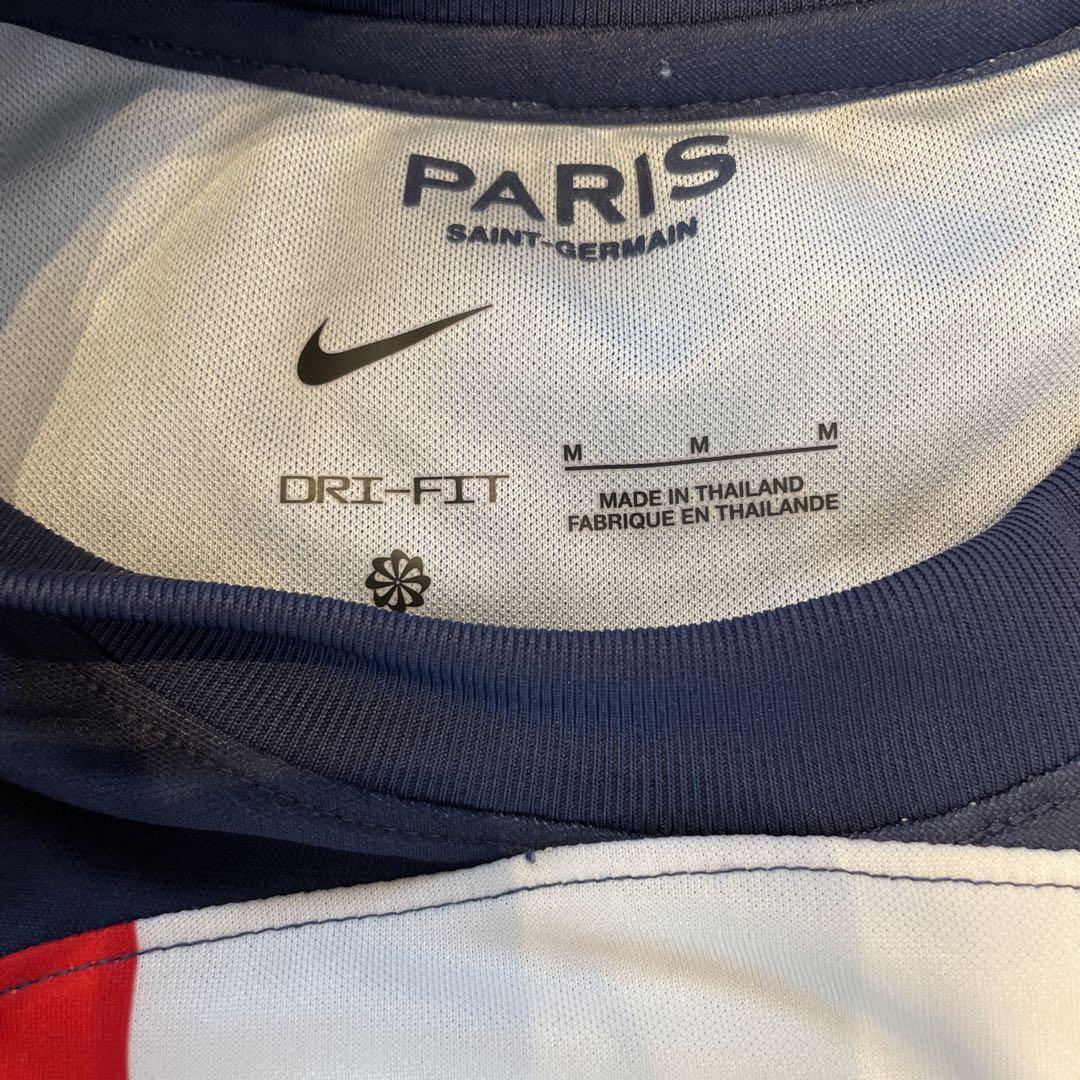 PARIS
SAINT-GERMAIN
M M M
DRI-FIT
MADE IN THAILAND
FABRIQUE EN THAILANDE